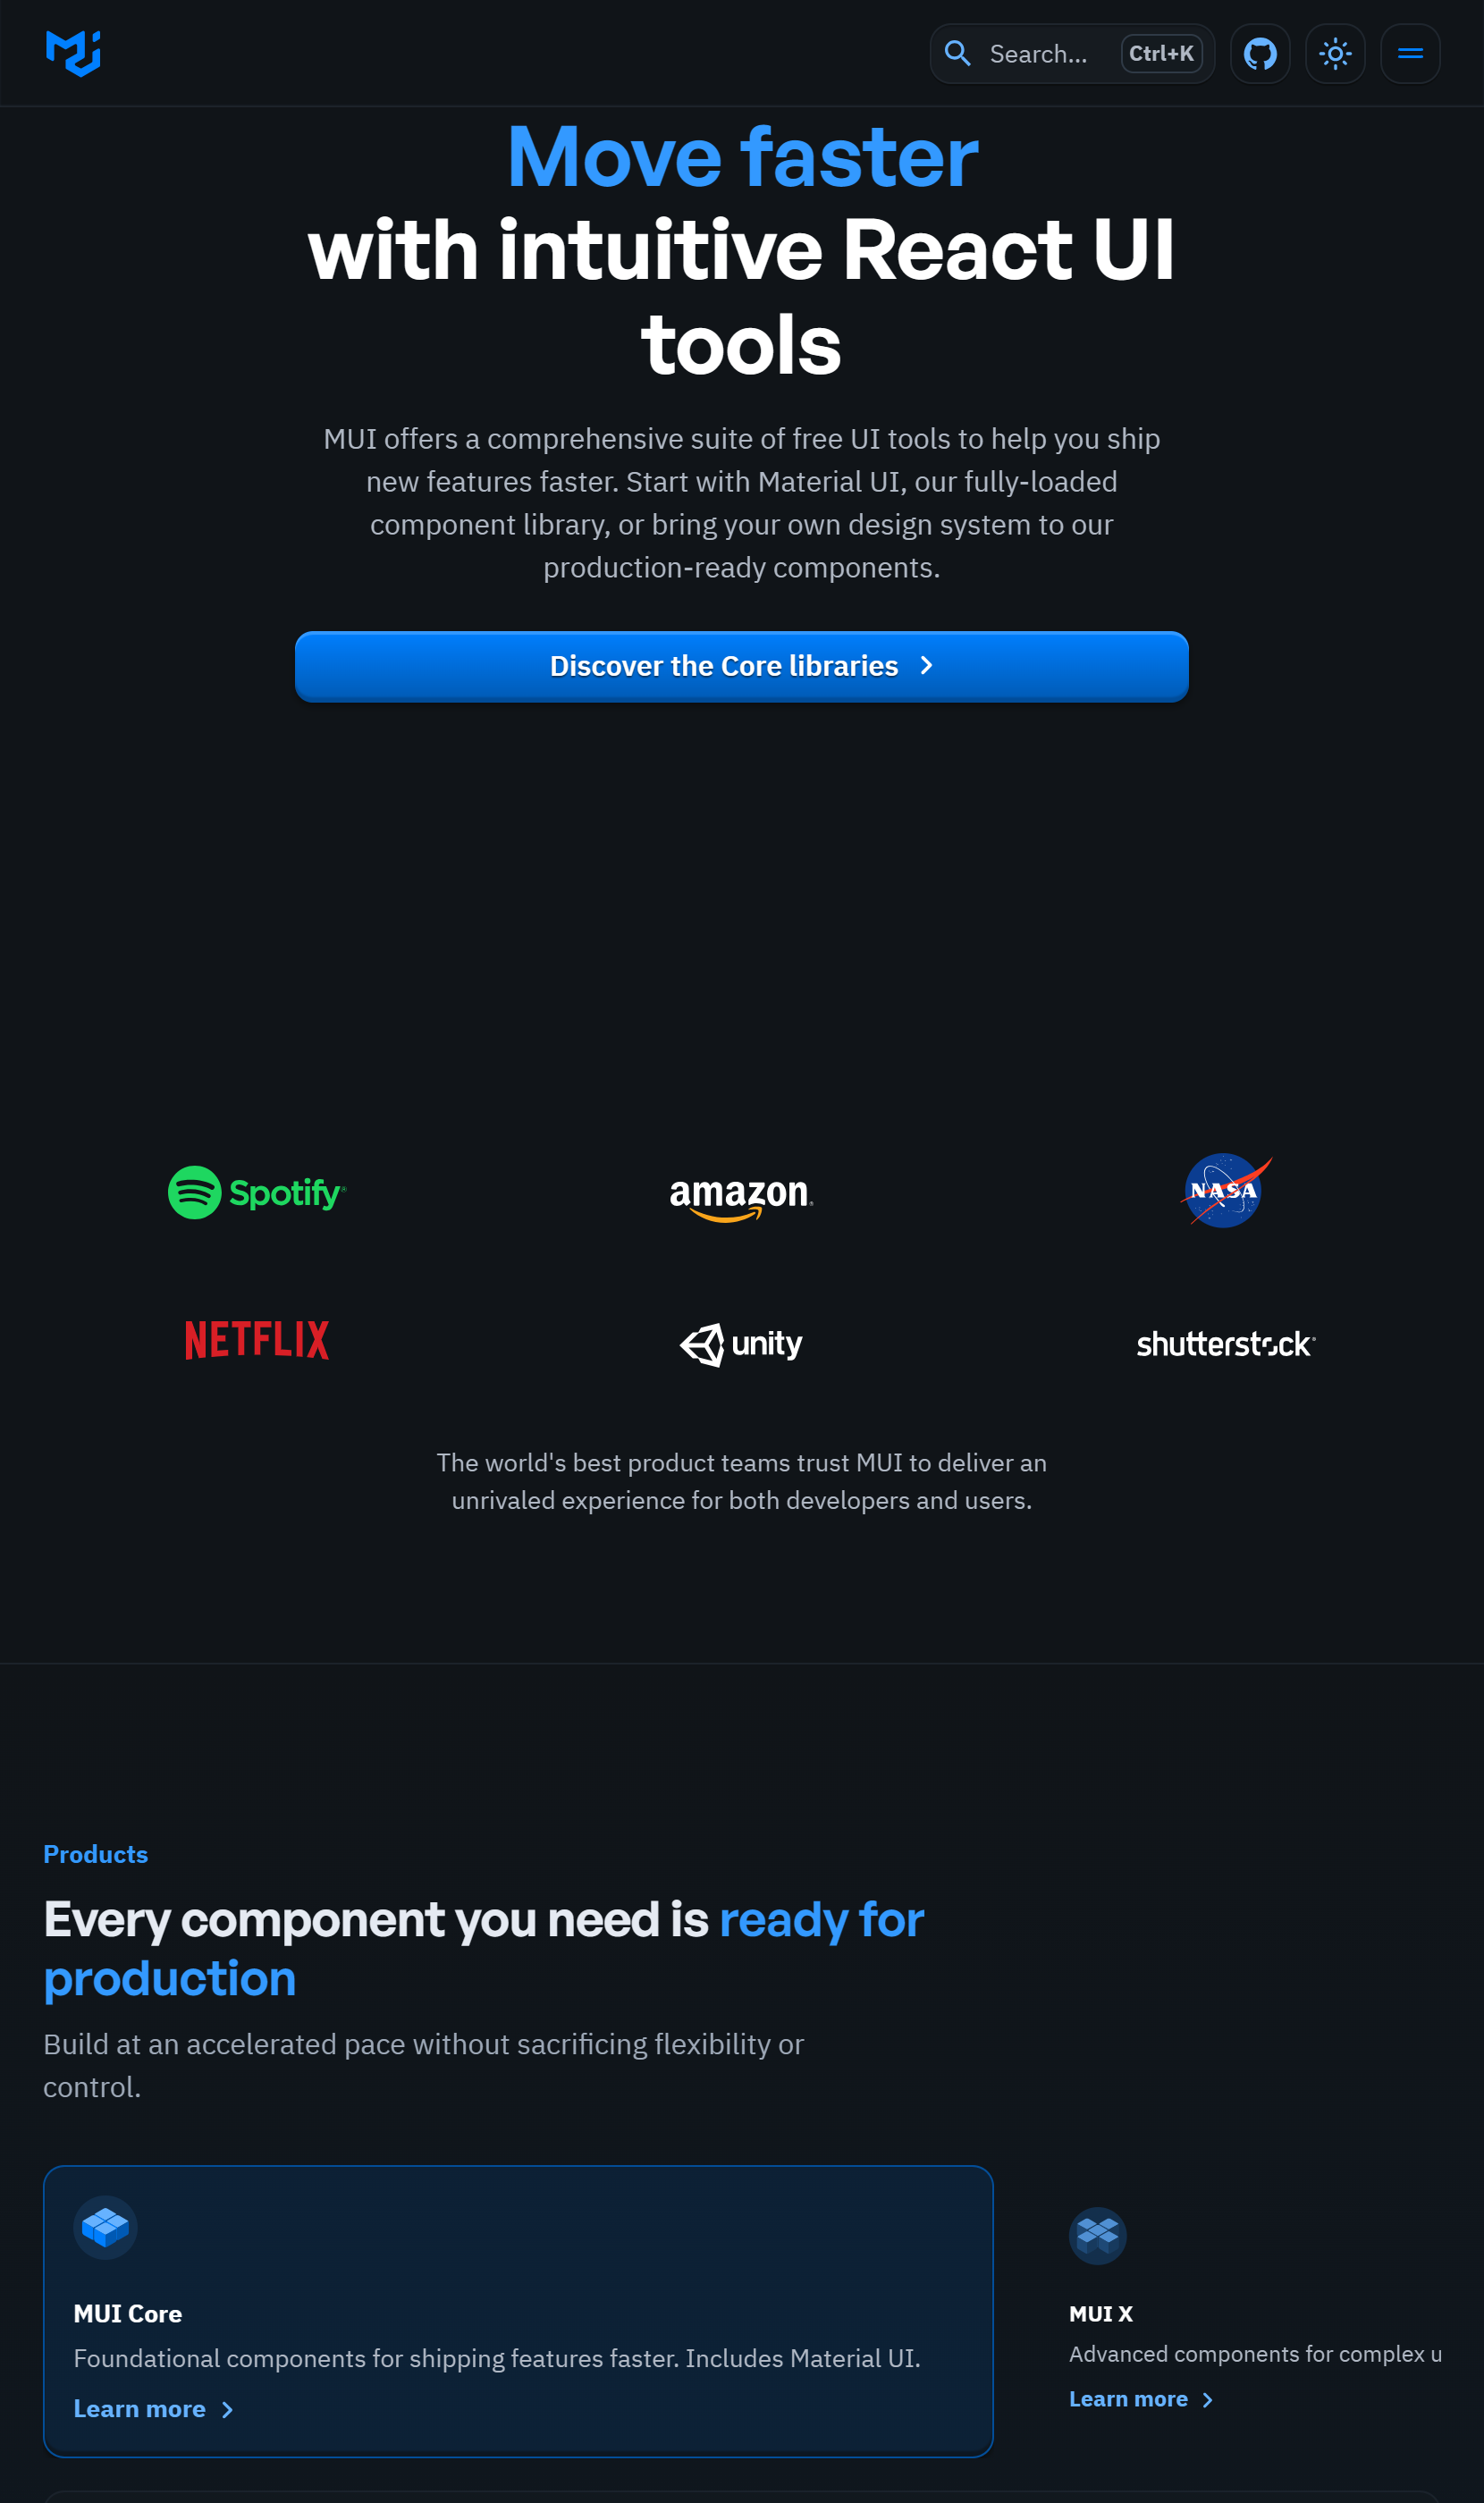 Search...
Ctrl+K
Move faster
with intuitive React UI
tools
MUI offers a comprehensive suite of free UI tools to help you ship
new features faster. Start with Material UI, our fully-loaded
component library, or bring your own design system to our
production-ready components.
Discover the Core libraries
Spotify®
amazon
NASA
NETFLIX
unity
shutterstock
The world's best product teams trust MUI to deliver an
unrivaled experience for both developers and users.
Products
Every component you need is ready for
production
Build at an accelerated pace without sacrificing flexibility or
control.
MUI Core
Foundational components for shipping features faster. Includes Material UI.
Learn more
MUI X
Advanced components for complex u
Learn more